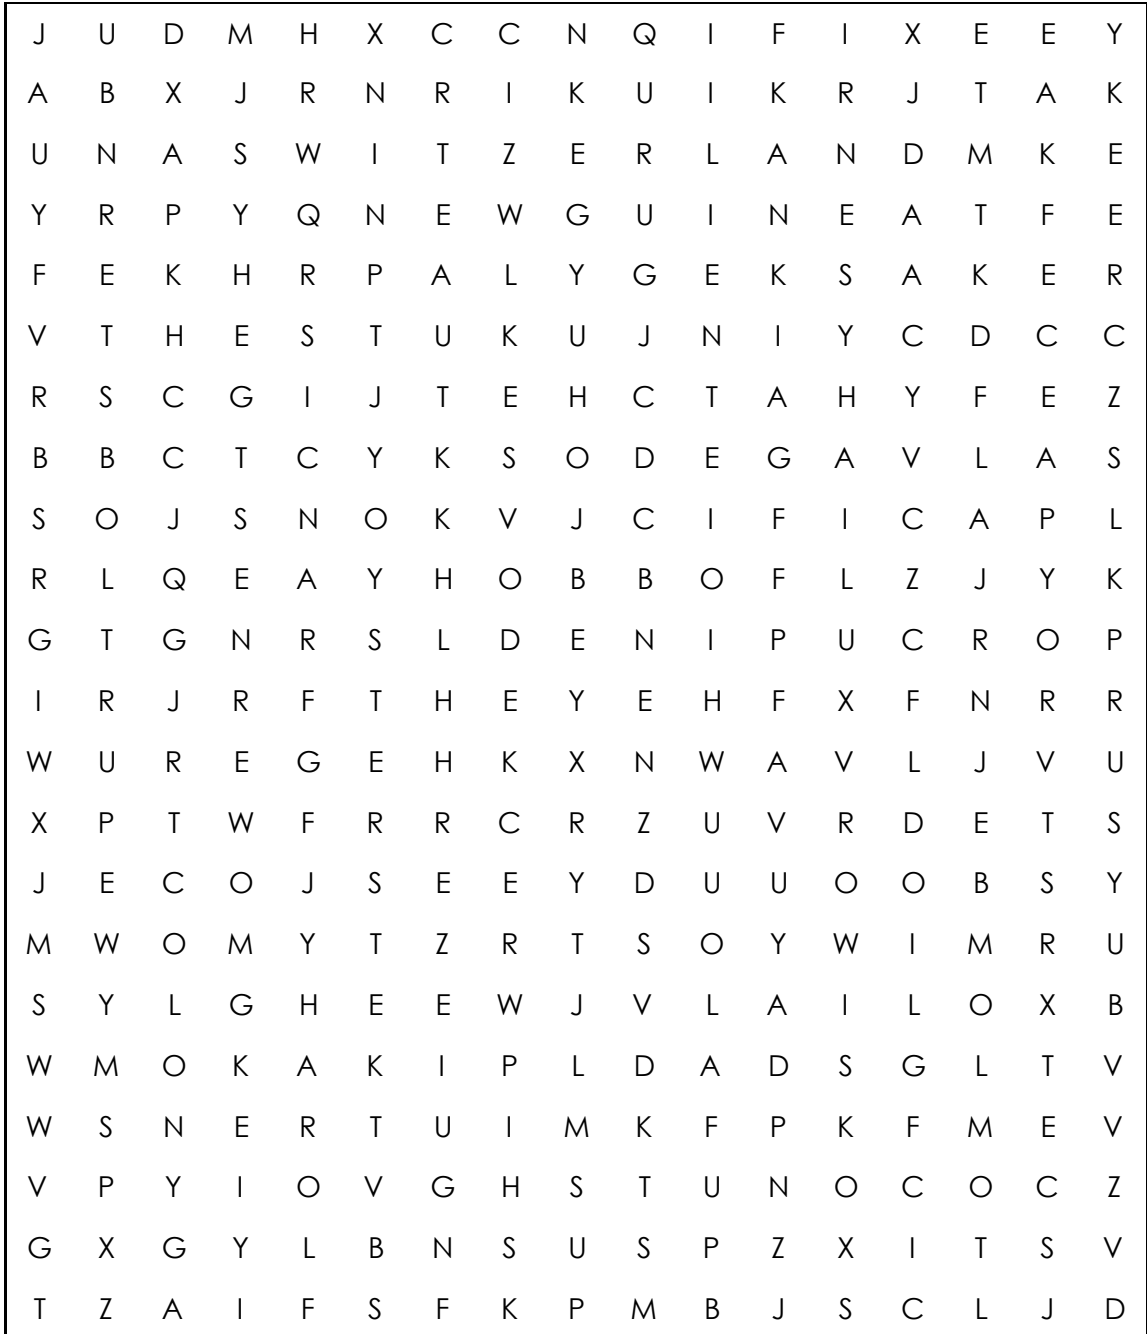 J U D M H X C C N Q I F I X E E Y
A B X J R N R I K U I K R J T A K
U N A S W I T Z E R L A N D M K E
Y R P Y Q N E W G U I N E A T F E
F E K H R P A L Y G E K S A K E R
V T H E S T U K U J N I Y C D C C
R S C G I J T E H C T A H Y F E Z
B B C T C Y K S O D E G A V L A S
S O J S N O K V J C I F I C A P L
R L Q E A Y H O B B O F L Z J Y K
G T G N R S L D E N I P U C R O P
I R J R F T H E Y E H F X F N R R
W U R E G E H K X N W A V L J V U
X P T W F R R C R Z U V R D E T S
J E C O J S E E Y D U U O O B S Y
M W O M Y T Z R T S O Y W I M R U
S Y L G H E E W J V L A I L O X B
W M O K A K I P L D A D S G L T V
W S N E R T U I M K F P K F M E V
V P Y I O V G H S T U N O C O C Z
G X G Y L B N S U S P Z X I T S V
T Z A I F S F K P M B J S C L J D